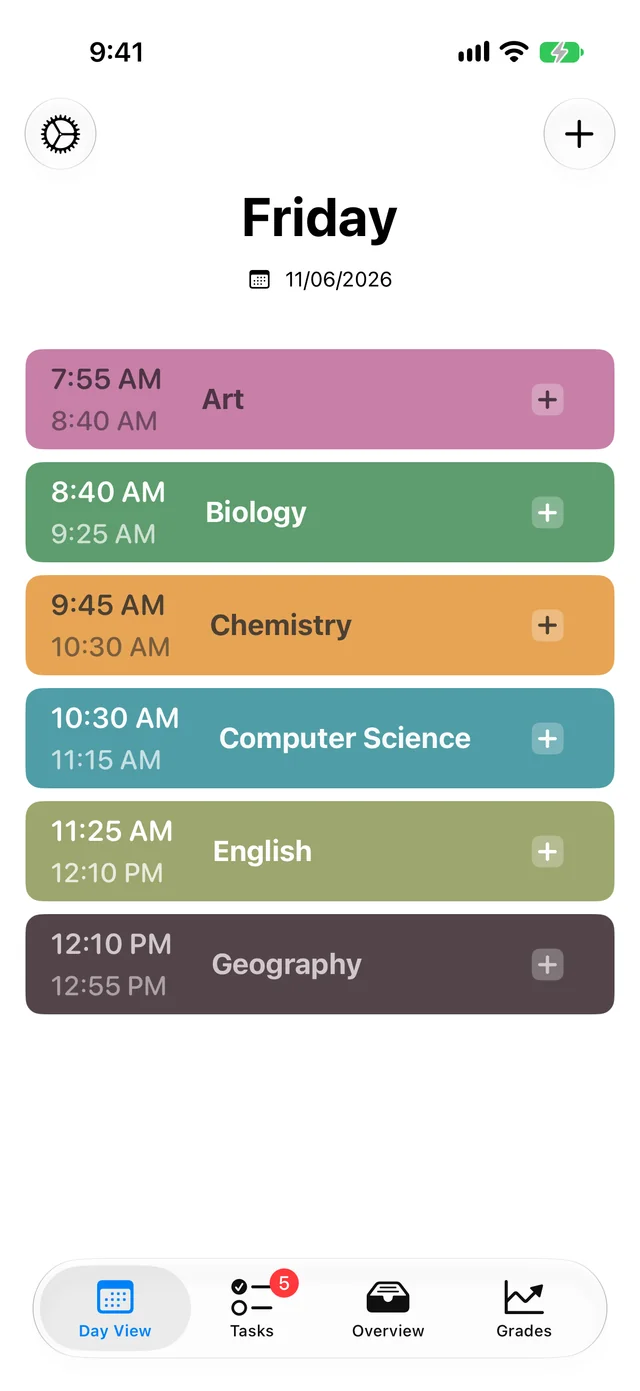 9:41
Friday
11/06/2026
7:55 AM
Art
8:40 AM
8:40 AM
Biology
9:25 AM
9:45 AM
Chemistry
10:30 AM
10:30 AM
Computer Science
11:15 AM
11:25 AM
English
12:10 PM
12:10 PM
Geography
12:55 PM
5
Day View
Tasks
Overview
Grades